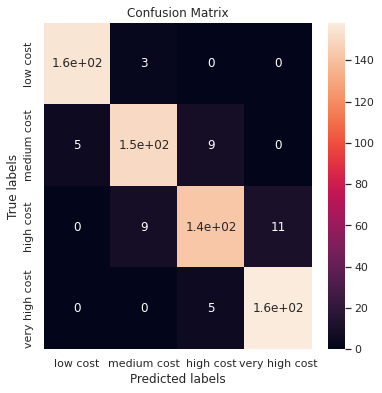 Confusion Matrix
True labels
low cost
medium cost
high cost
very high cost
1.6e+02 3 0 0
5 1.5e+02 9 0
0 9 1.4e+02 11
0 0 5 1.6e+02
low cost medium cost high cost very high cost
Predicted labels
140
120
100
80
60
40
20
0